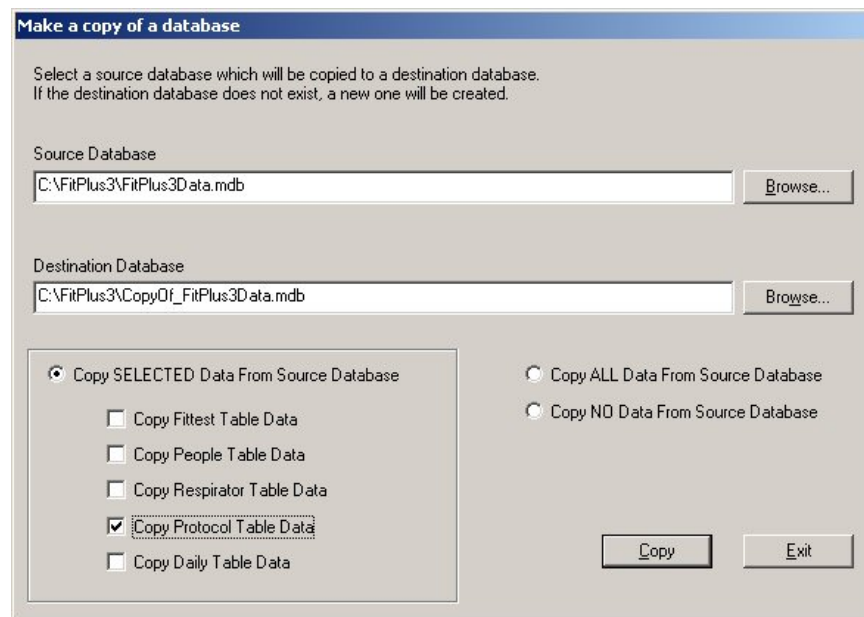 Make a copy of a database
Select a source database which will be copied to a destination database.
If the destination database does not exist, a new one will be created.
Source Database
C:\FitPlus3\FitPlus3Data.mdb
Browse...
Destination Database
C:\FitPlus3\CopyOf_FitPlus3Data.mdb
Browse...
Copy SELECTED Data From Source Database
Copy Fittest Table Data
Copy People Table Data
Copy Respirator Table Data
Copy Protocol Table Data
Copy Daily Table Data
Copy ALL Data From Source Database
Copy NO Data From Source Database
Copy
Exit